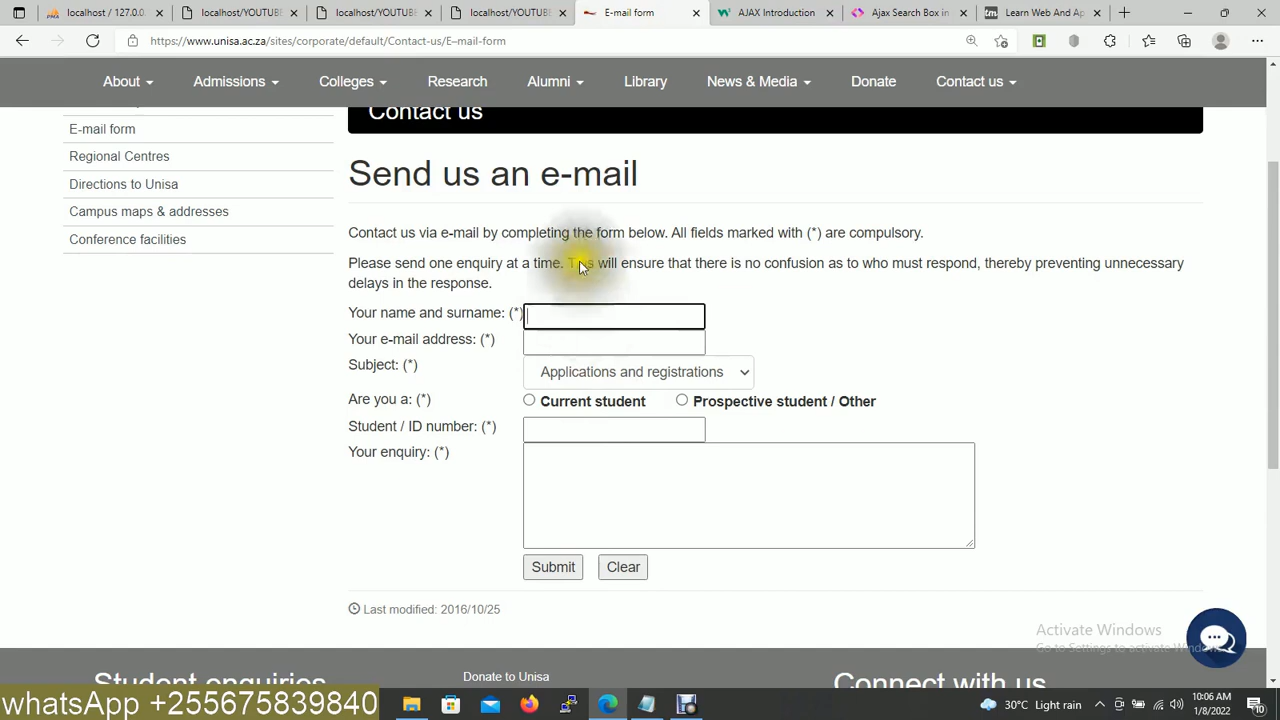 localhost / 127.0.0
localhost/YOUTUBE
localhost/YOUTUBE
localhost/YOUTUBE
E-mail form
AJAX Introduction
Ajax Search Box in
Learn Web And Ap
https://www.unisa.ac.za/sites/corporate/default/Contact-us/E-mail-form
About
Admissions
Colleges
Research
Alumni
Library
News & Media
Donate
Contact us
Contact us
E-mail form
Regional Centres
Directions to Unisa
Campus maps & addresses
Conference facilities
Send us an e-mail
Contact us via e-mail by completing the form below. All fields marked with (*) are compulsory.
Please send one enquiry at a time. This will ensure that there is no confusion as to who must respond, thereby preventing unnecessary
delays in the response.
Your name and surname: (*)
Your e-mail address: (*)
Subject: (*)
Applications and registrations
Are you a: (*)
Current student
Prospective student / Other
Student / ID number: (*)
Your enquiry: (*)
Submit
Clear
Last modified: 2016/10/25
Activate Windows
Go to Settings to activate Windows.
Student enquiries
Donate to Unisa
Connect with us
whatsApp +255675839840
30°C Light rain
10:06 AM
1/8/2022
10